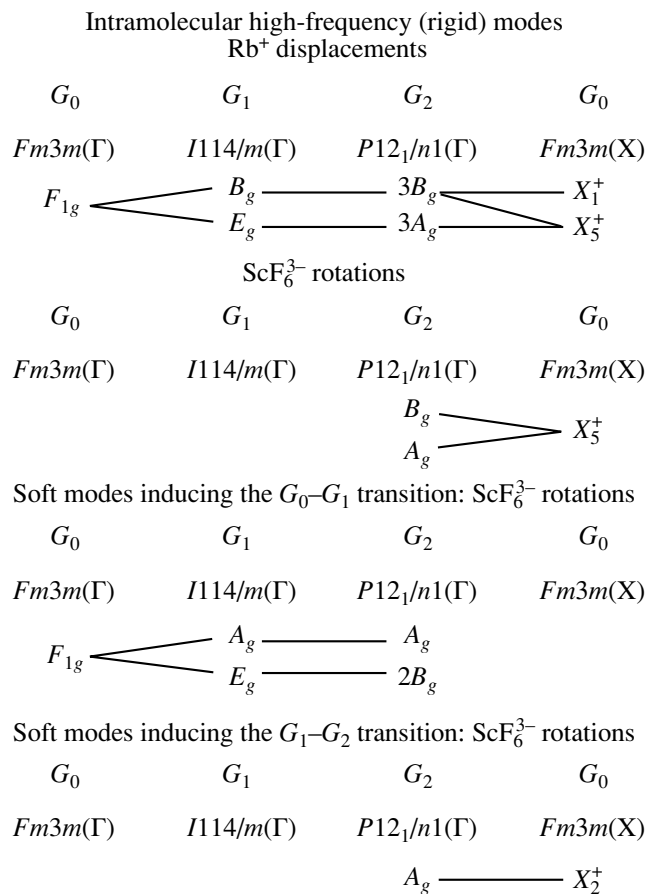 Intramolecular high-frequency (rigid) modes
Rb⁺ displacements
G₀ G₁ G₂ G₀
Fm3m(Γ) I114/m(Γ) P12₁/n1(Γ) Fm3m(X)
F₁g
B_g 3B_g X₁⁺
E_g 3A_g X₅⁺
ScF₆³⁻ rotations
G₀ G₁ G₂ G₀
Fm3m(Γ) I114/m(Γ) P12₁/n1(Γ) Fm3m(X)
B_g
X₅⁺
A_g
Soft modes inducing the G₀–G₁ transition: ScF₆³⁻ rotations
G₀ G₁ G₂ G₀
Fm3m(Γ) I114/m(Γ) P12₁/n1(Γ) Fm3m(X)
A_g A_g
F₁g
E_g 2B_g
Soft modes inducing the G₁–G₂ transition: ScF₆³⁻ rotations
G₀ G₁ G₂ G₀
Fm3m(Γ) I114/m(Γ) P12₁/n1(Γ) Fm3m(X)
A_g X₂⁺